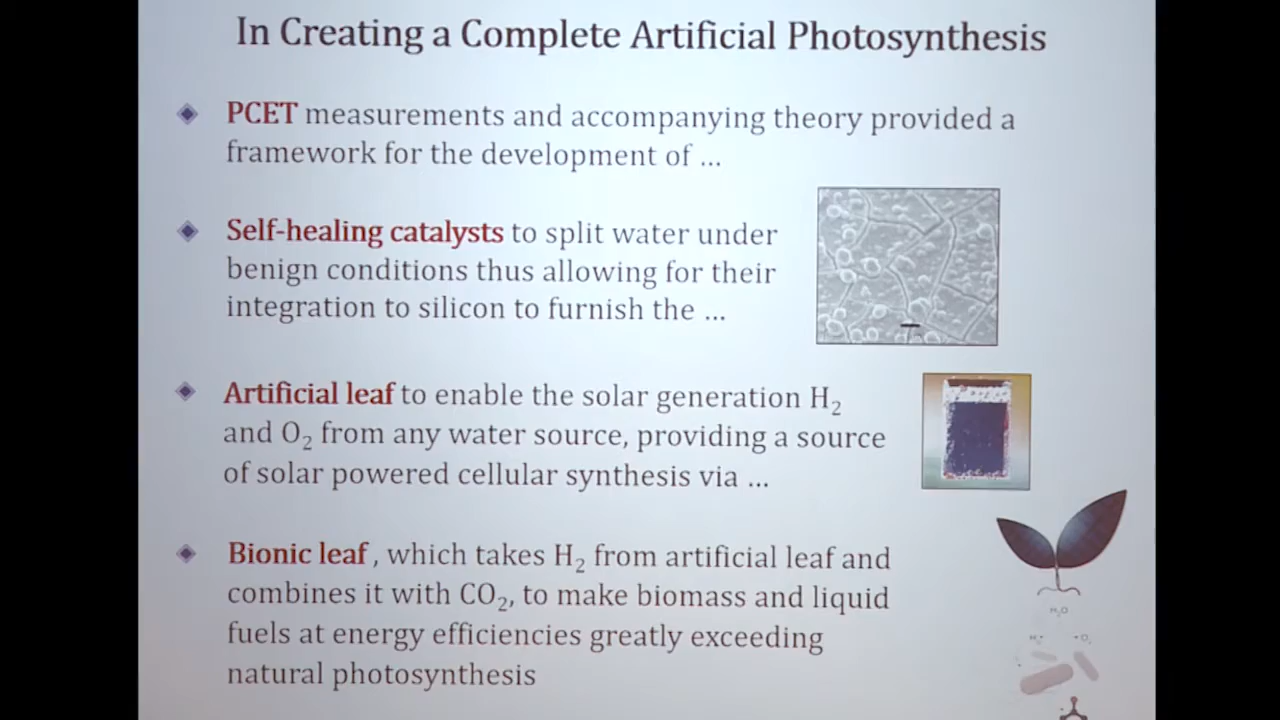 In Creating a Complete Artificial Photosynthesis
PCET measurements and accompanying theory provided a
framework for the development of ...
Self-healing catalysts to split water under
benign conditions thus allowing for their
integration to silicon to furnish the ...
Artificial leaf to enable the solar generation H₂
and O₂ from any water source, providing a source
of solar powered cellular synthesis via ...
Bionic leaf , which takes H₂ from artificial leaf and
combines it with CO₂, to make biomass and liquid
fuels at energy efficiencies greatly exceeding
natural photosynthesis
H₂O